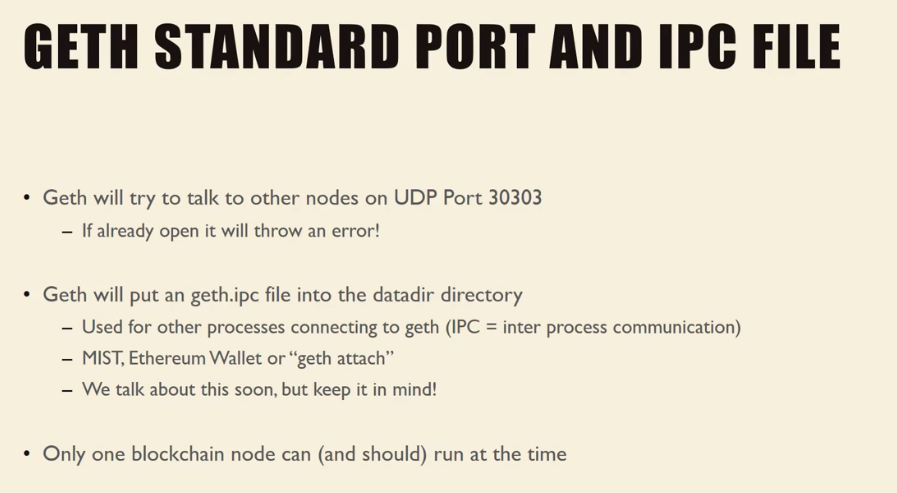 GETH STANDARD PORT AND IPC FILE
• Geth will try to talk to other nodes on UDP Port 30303
– If already open it will throw an error!
• Geth will put an geth.ipc file into the datadir directory
– Used for other processes connecting to geth (IPC = inter process communication)
– MIST, Ethereum Wallet or “geth attach”
– We talk about this soon, but keep it in mind!
• Only one blockchain node can (and should) run at the time